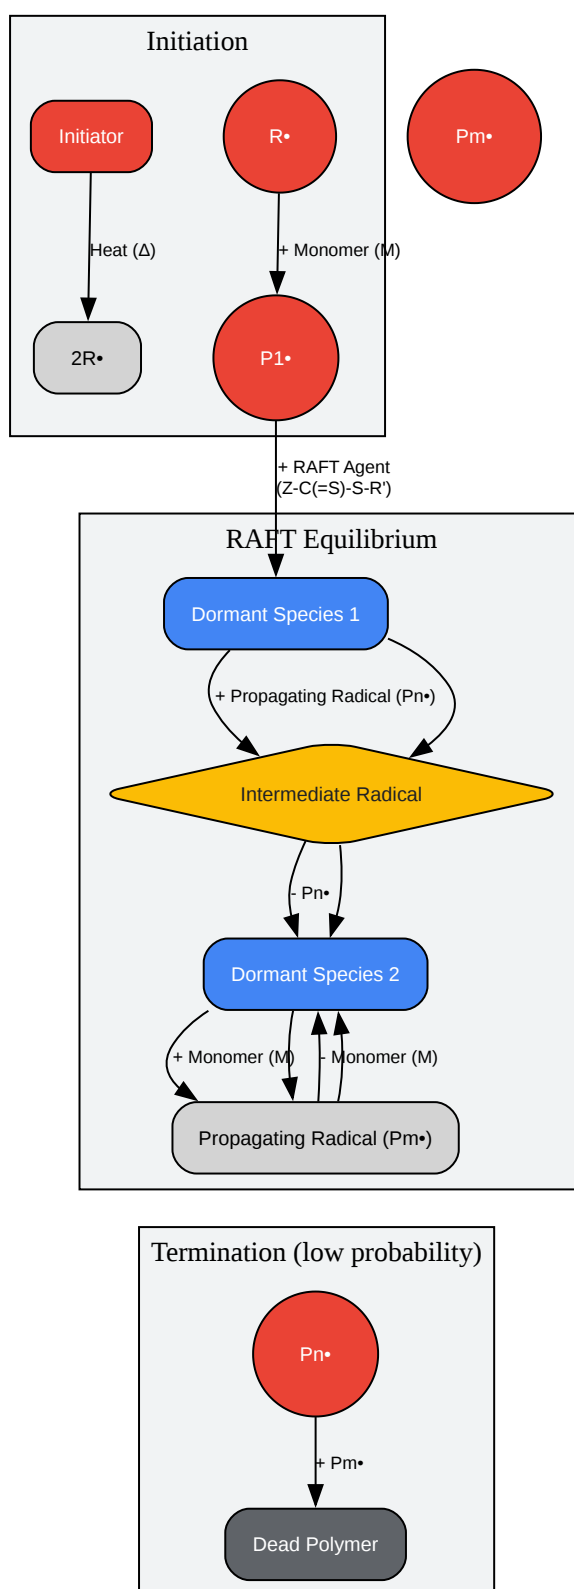 Initiation
Initiator
R•
Pm•
Heat (Δ)
+ Monomer (M)
2R•
P1•
+ RAFT Agent
(Z-C(=S)-S-R')
RAFT Equilibrium
Dormant Species 1
+ Propagating Radical (Pn•)
Intermediate Radical
- Pn•
Dormant Species 2
+ Monomer (M)
- Monomer (M)
Propagating Radical (Pm•)
Termination (low probability)
Pn•
+ Pm•
Dead Polymer